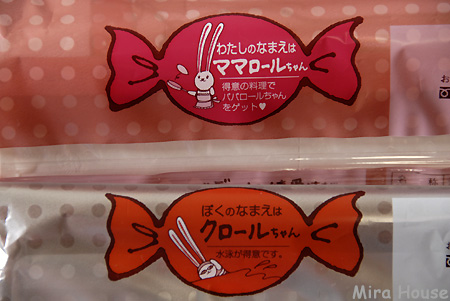 わたしのなまえは
ママロールちゃん
得意の料理で
パパロールちゃん
をゲット♥
ぼくのなまえは
クロールちゃん
水泳が得意です。
Mira House